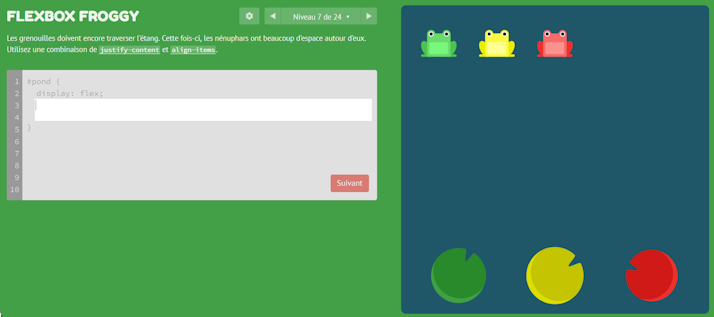 FLEXBOX FROGGY
Niveau 7 de 24
Les grenouilles doivent encore traverser l'étang. Cette fois-ci, les nénuphars ont beaucoup d'espace autour d'eux.
Utilisez une combinaison de justify-content et align-items.
1 #pond {
2 display: flex;
3
4
5 }
6
7
8
9
10
Suivant